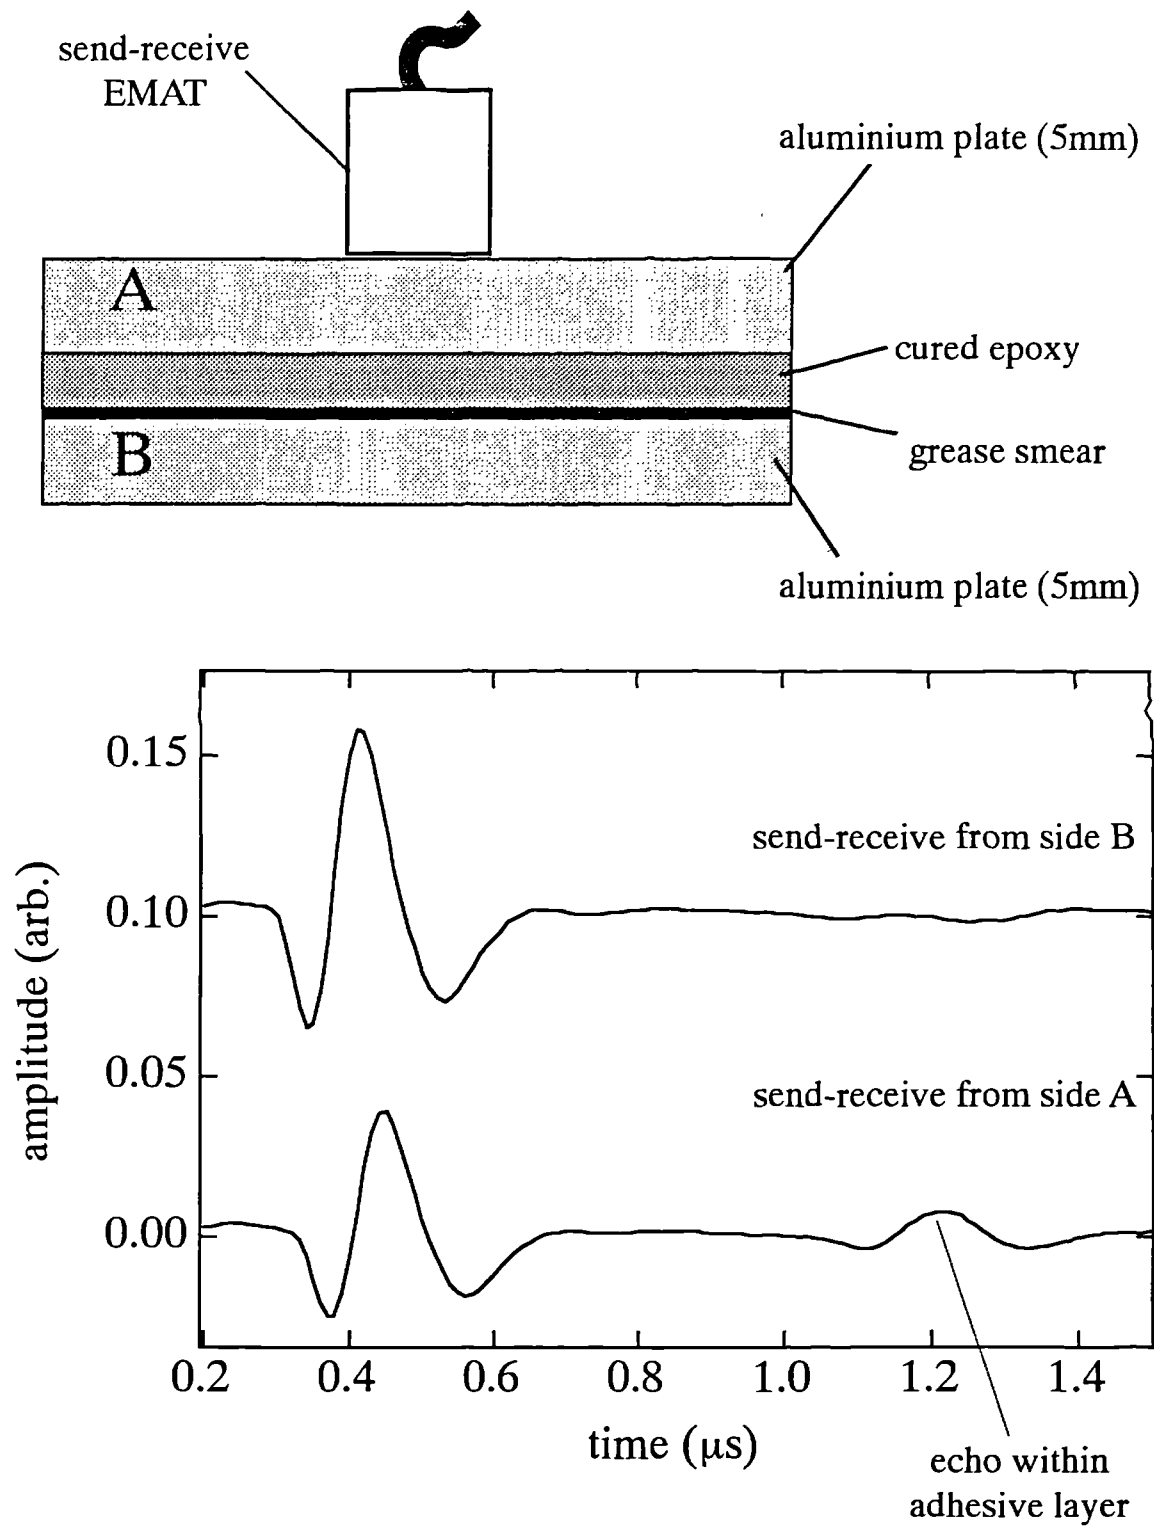 send-receive
EMAT
aluminium plate (5mm)
A
cured epoxy
B
grease smear
aluminium plate (5mm)
0.15
send-receive from side B
0.10
amplitude (arb.)
0.05
send-receive from side A
0.00
0.2 0.4 0.6 0.8 1.0 1.2 1.4
time (μs)
echo within
adhesive layer